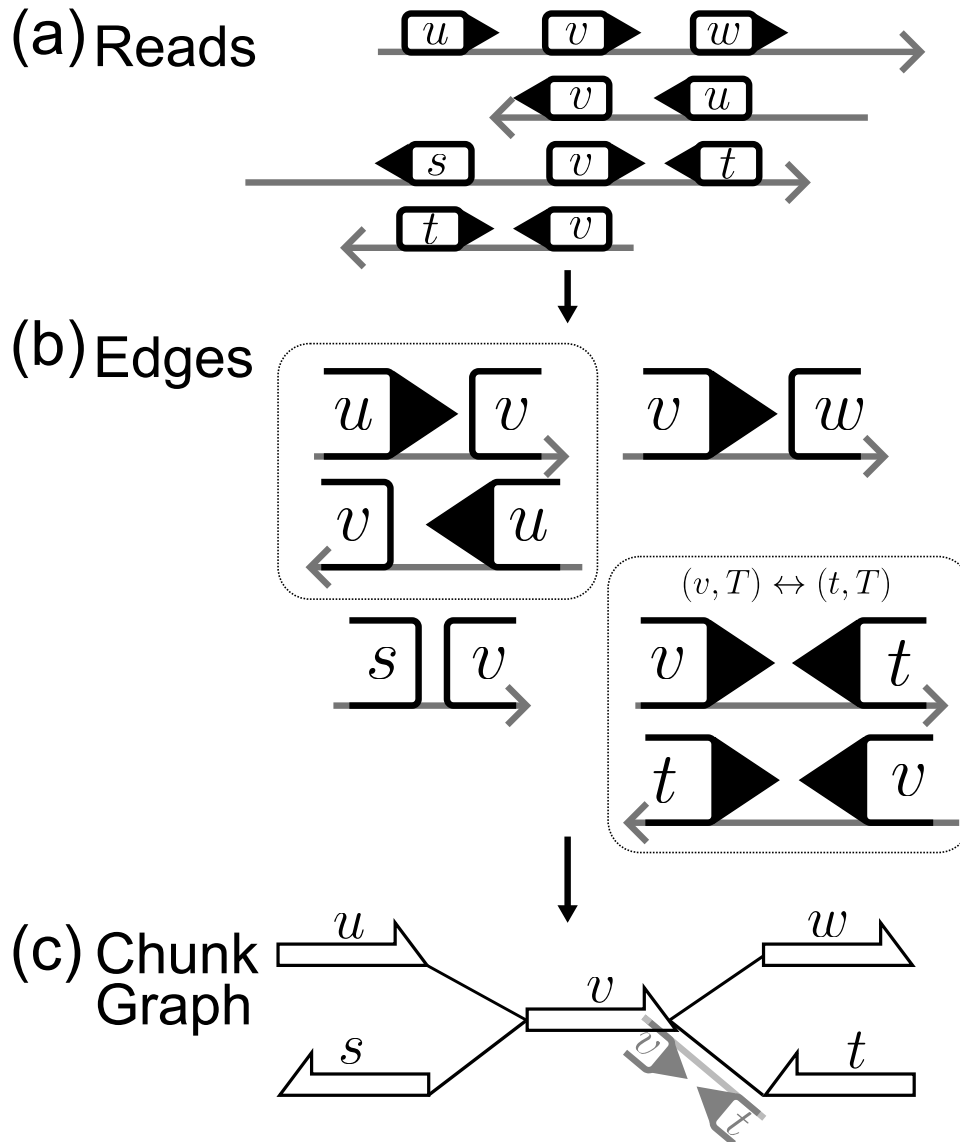 (a) Reads
u v w
v u
s v t
t v
(b) Edges
u v
v w
v u
(v, T) ↔ (t, T)
s v
v t
t v
(c) Chunk
Graph
u
w
v
s
t
v
t